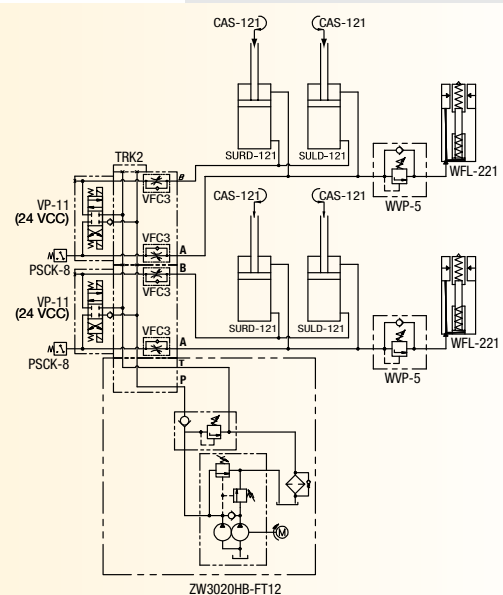 CAS-121
CAS-121
TRK2
SURD-121
SULD-121
WFL-221
B
VFC3
VP-11
(24 VCC)
WVP-5
CAS-121
CAS-121
VFC3
A
PSCK-8
B
VFC3
VP-11
(24 VCC)
SURD-121
SULD-121
WFL-221
VFC3
A
WVP-5
PSCK-8
T
P
M
ZW3020HB-FT12